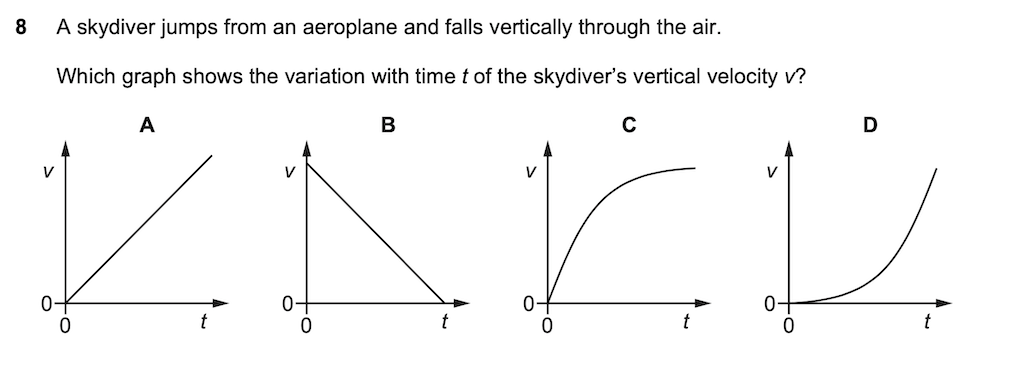 8 A skydiver jumps from an aeroplane and falls vertically through the air.
Which graph shows the variation with time t of the skydiver's vertical velocity v?
A B C D
v v v v
0 0 0 0
0 t 0 t 0 t 0 t